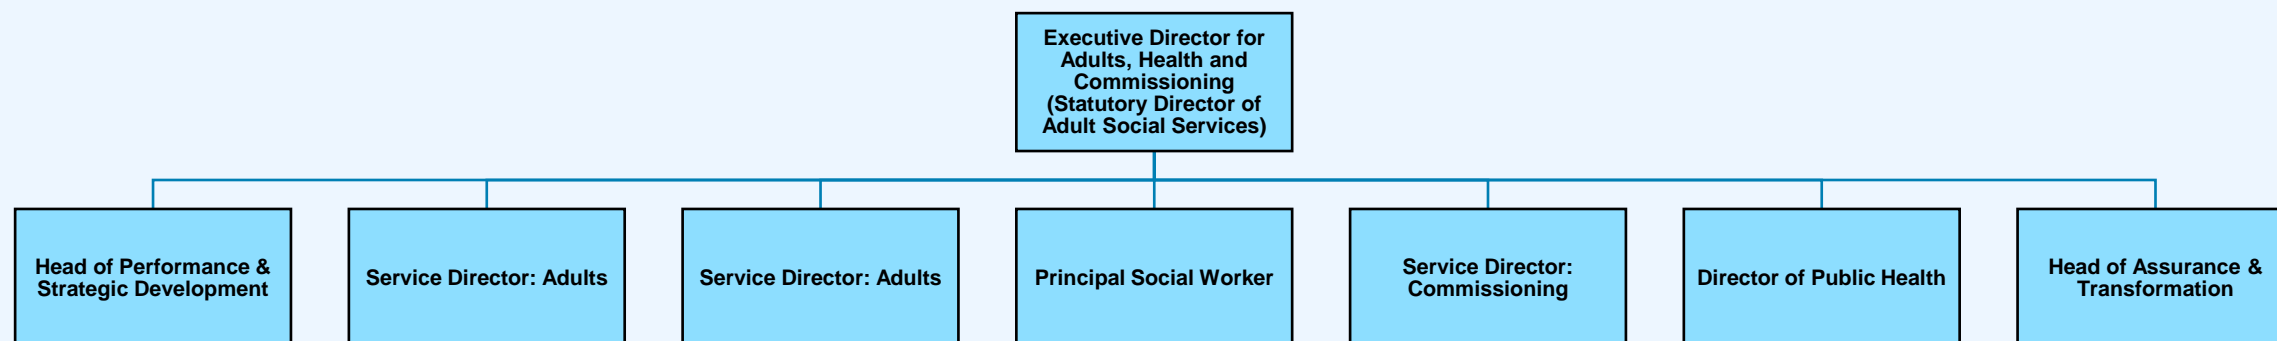 Executive Director for
Adults, Health and
Commissioning
(Statutory Director of
Adult Social Services)
Head of Performance &
Strategic Development
Service Director: Adults
Service Director: Adults
Principal Social Worker
Service Director:
Commissioning
Director of Public Health
Head of Assurance &
Transformation